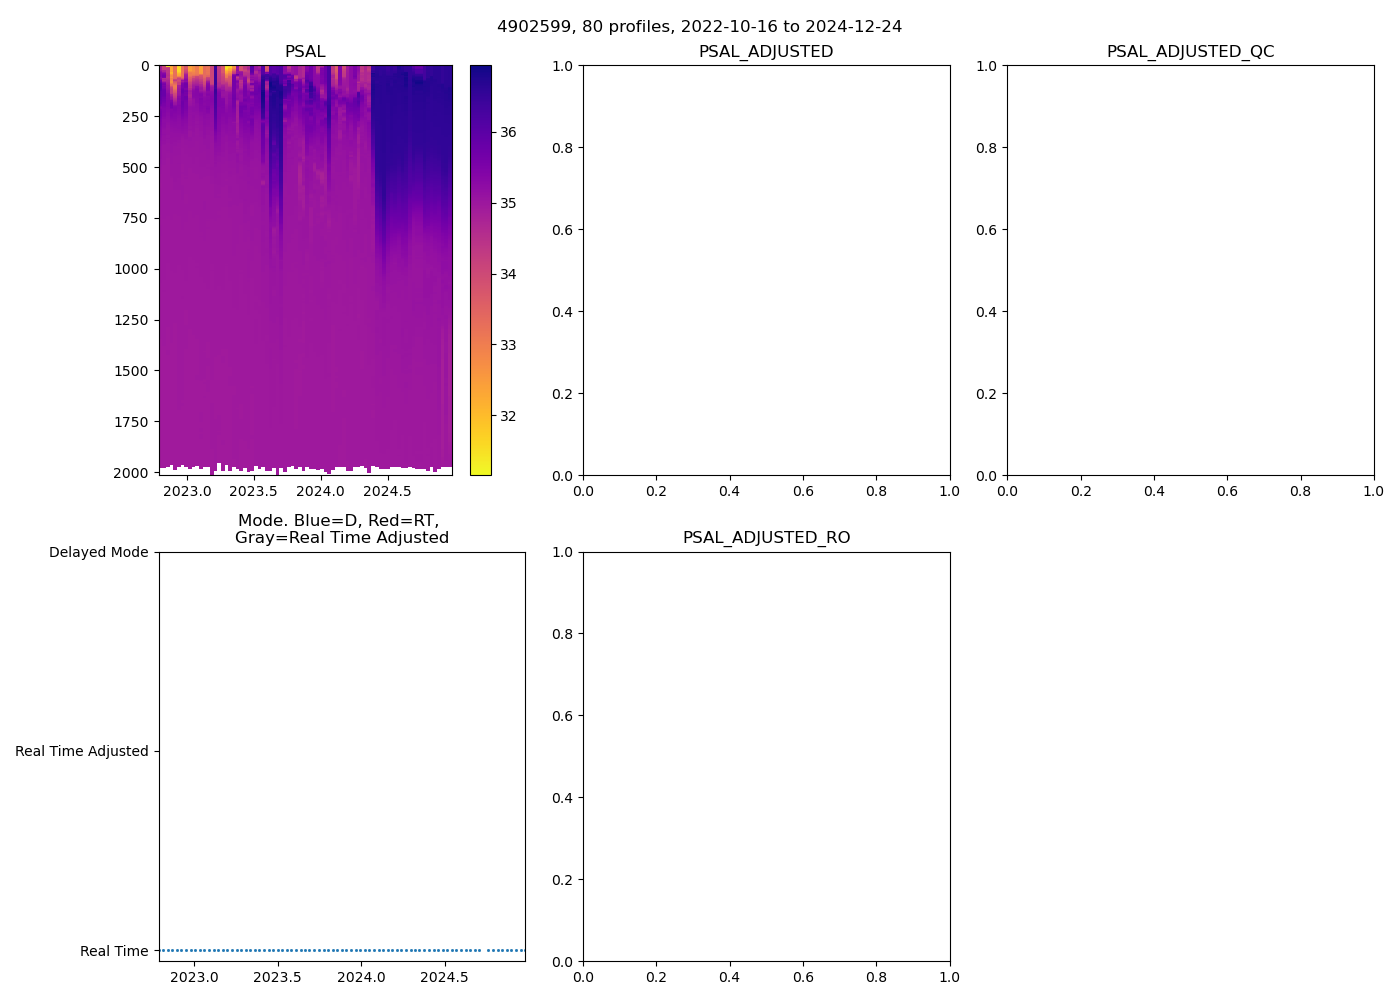 4902599, 80 profiles, 2022-10-16 to 2024-12-24
PSAL
0
250
500
750
1000
1250
1500
1750
2000
2023.0 2023.5 2024.0 2024.5
36
35
34
33
32
PSAL_ADJUSTED
1.0
0.8
0.6
0.4
0.2
0.0
0.0 0.2 0.4 0.6 0.8 1.0
PSAL_ADJUSTED_QC
1.0
0.8
0.6
0.4
0.2
0.0
0.0 0.2 0.4 0.6 0.8 1.0
Mode. Blue=D, Red=RT,
Gray=Real Time Adjusted
Delayed Mode
Real Time Adjusted
Real Time
2023.0 2023.5 2024.0 2024.5
PSAL_ADJUSTED_RO
1.0
0.8
0.6
0.4
0.2
0.0
0.0 0.2 0.4 0.6 0.8 1.0